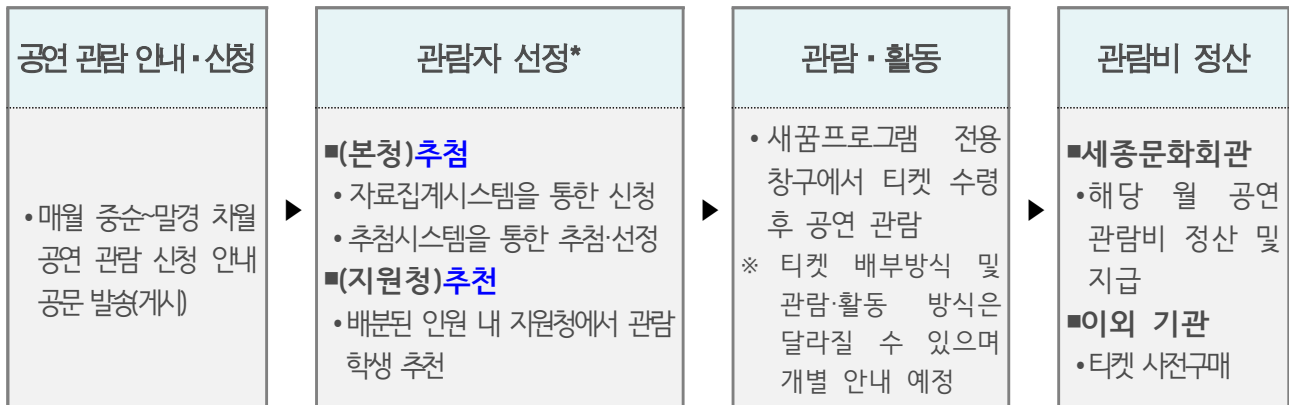 공연 관람 안내·신청
• 매월 중순~말경 차월
공연 관람 신청 안내
공문 발송(게시)
▶
관람자 선정*
■(본청)추첨
• 자료집계시스템을 통한 신청
• 추첨시스템을 통한 추첨·선정
■(지원청)추천
• 배분된 인원 내 지원청에서 관람
학생 추천
▶
관람·활동
• 새꿈프로그램 전용
창구에서 티켓 수령
후 공연 관람
※ 티켓 배부방식 및
관람·활동 방식은
달라질 수 있으며
개별 안내 예정
▶
관람비 정산
■세종문화회관
•해당 월 공연
관람비 정산 및
지급
■이외 기관
•티켓 사전구매